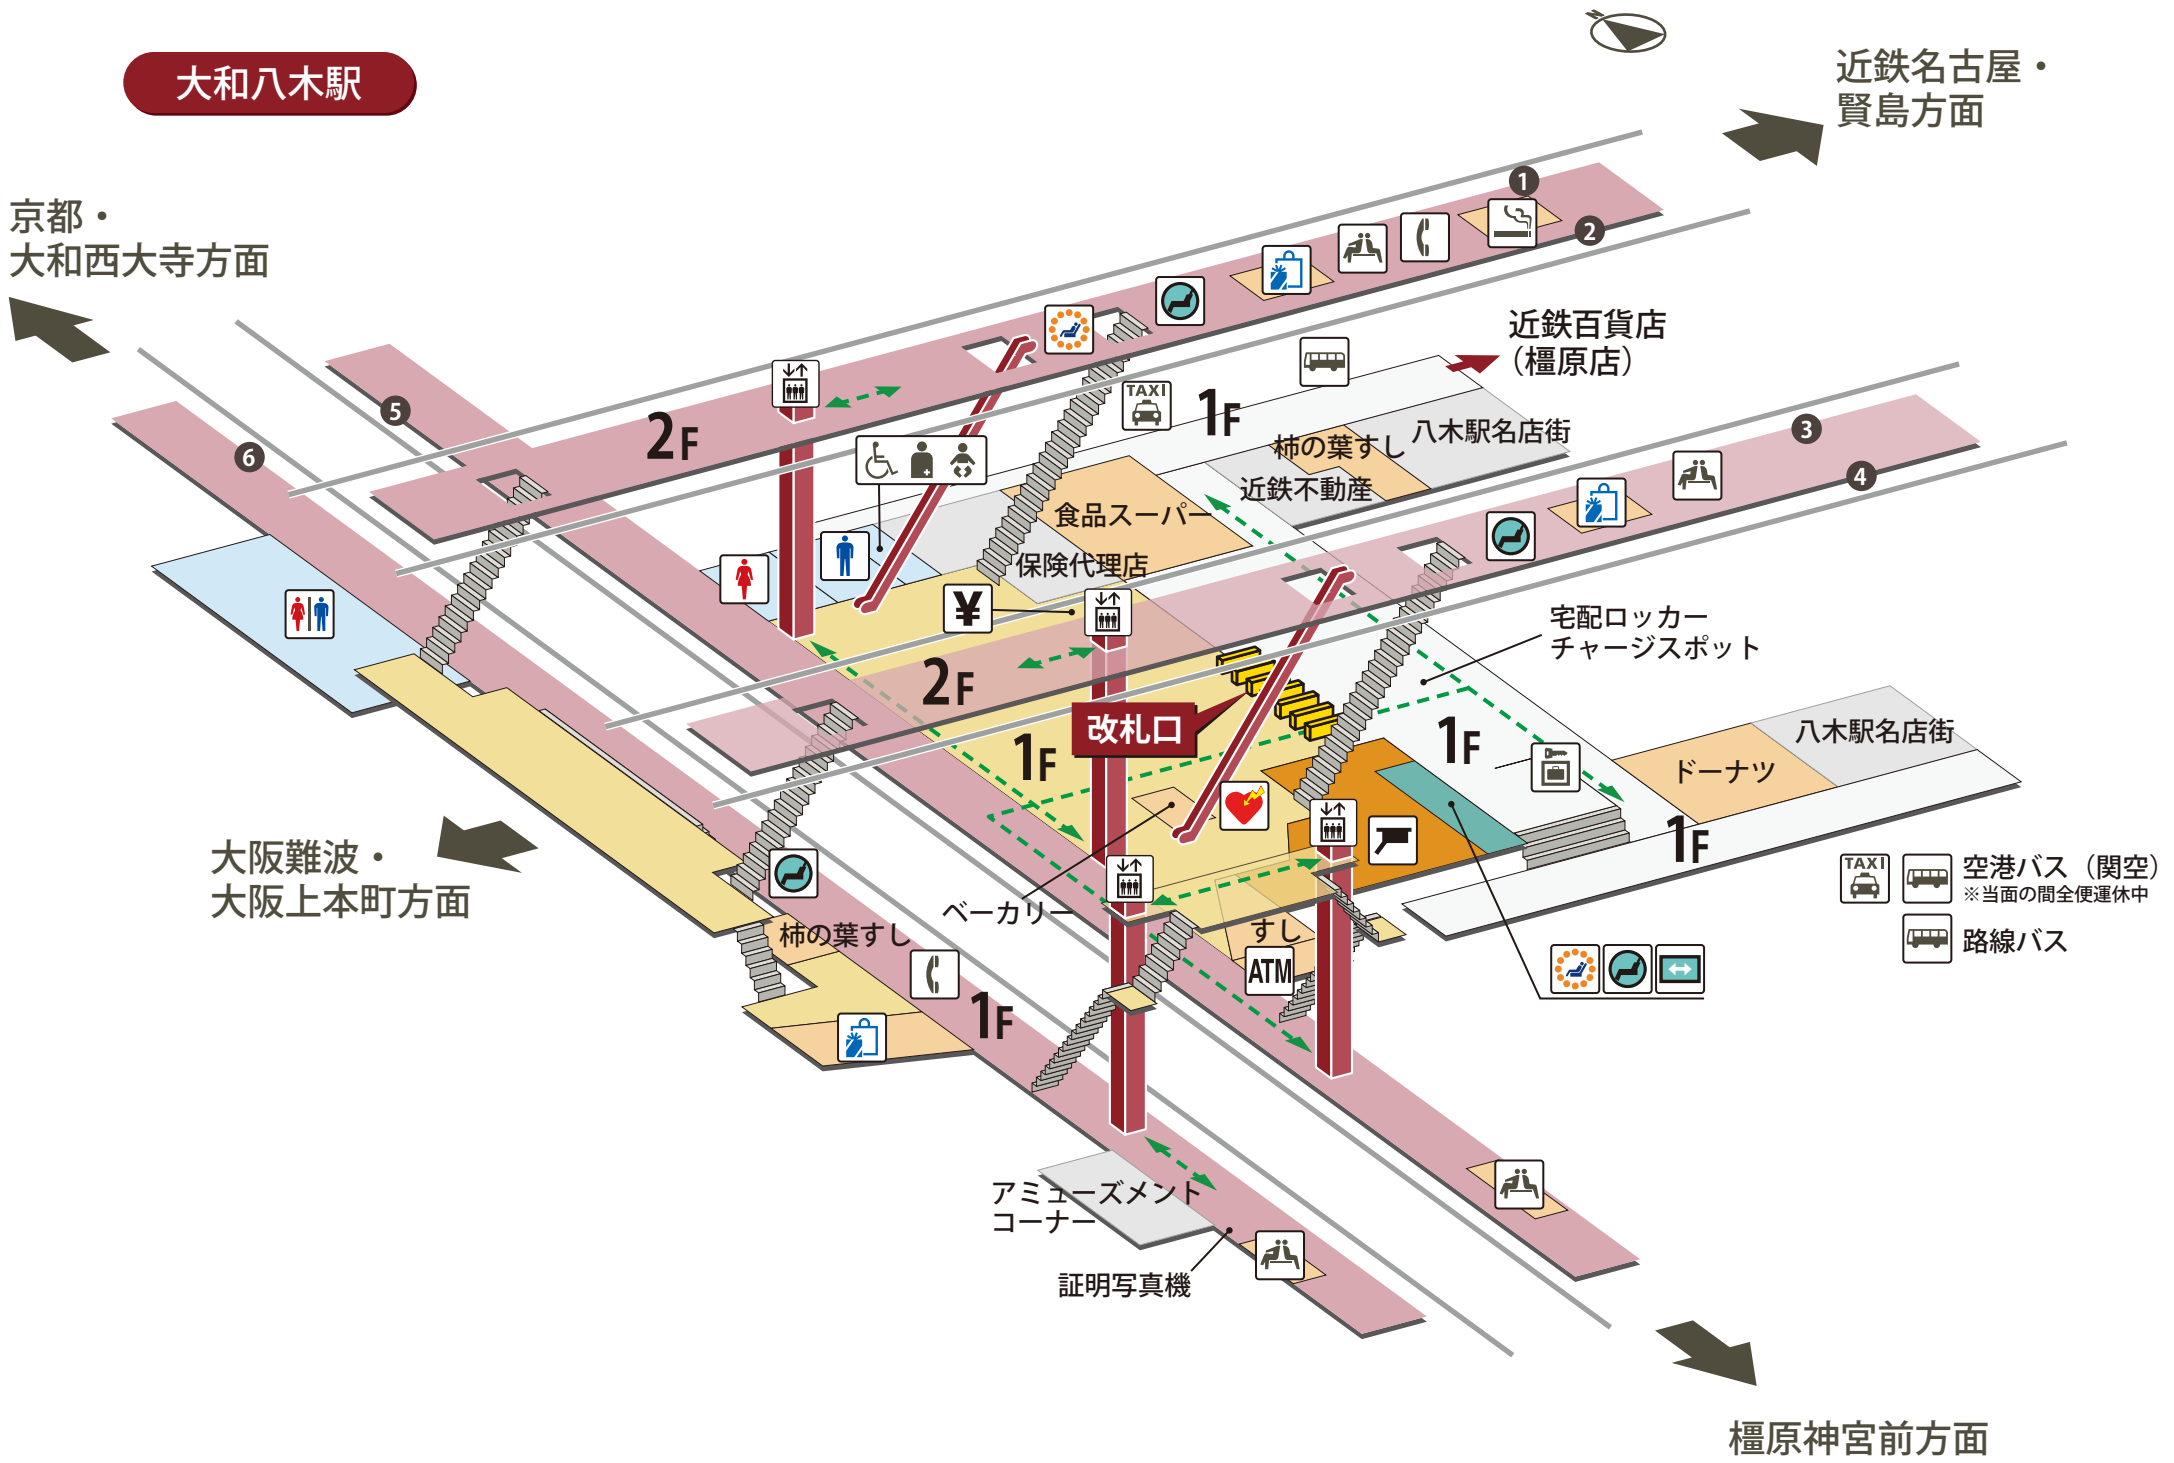 大和八木駅
N
近鉄名古屋・
賢島方面
京都・
大和西大寺方面
1
2
近鉄百貨店
（橿原店）
TAXI
1F
八木駅名店街
柿の葉すし
近鉄不動産
5
6
2F
3
4
食品スーパー
保険代理店
¥
宅配ロッカー
チャージスポット
2F
改札口
1F
1F
八木駅名店街
ドーナツ
1F
大阪難波・
大阪上本町方面
ベーカリー
柿の葉すし
すし
ATM
1F
TAXI
空港バス（関空）
※当面の間全便運休中
路線バス
アミューズメント
コーナー
証明写真機
橿原神宮前方面